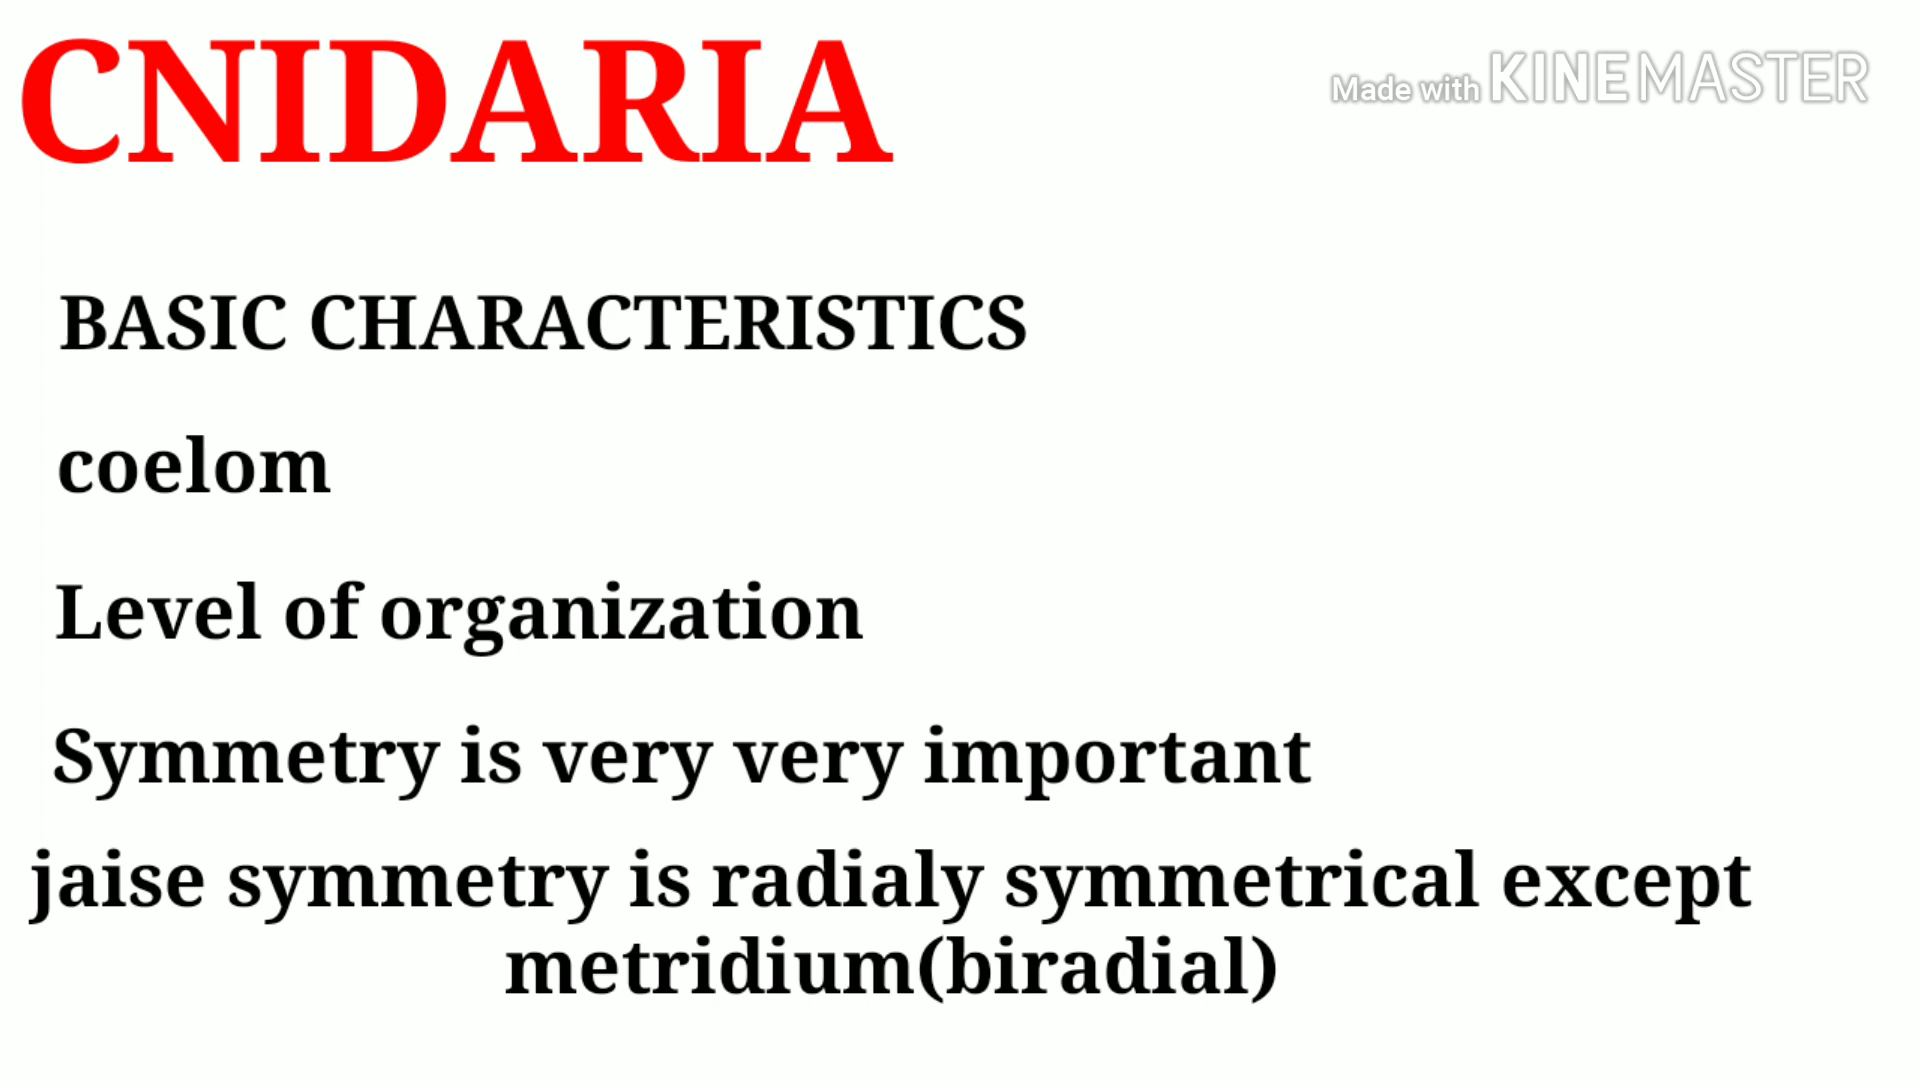 CNIDARIA
Made with KINEMASTER
BASIC CHARACTERISTICS
coelom
Level of organization
Symmetry is very very important
jaise symmetry is radialy symmetrical except
metridium(biradial)